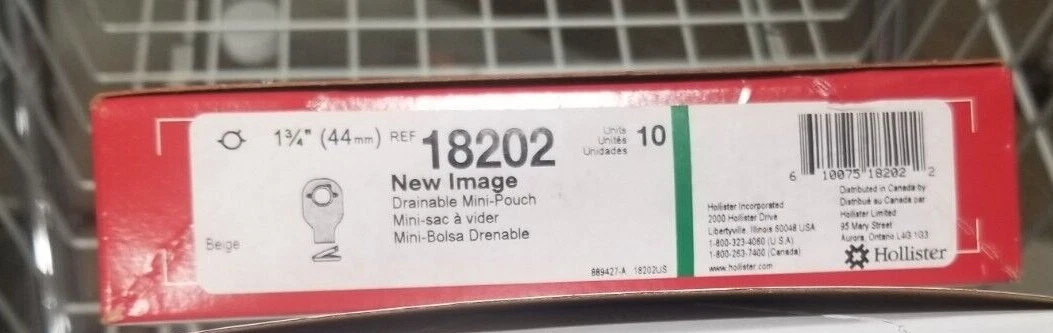 1¾" (44mm) REF 18202
Units
Unités
Unidades
10
New Image
Drainable Mini-Pouch
Mini-sac à vider
Mini-Bolsa Drenable
Beige
889427-A 18202US
Hollister Incorporated
2000 Hollister Drive
Libertyville, Illinois 60048 USA
1-800-323-4060 (U.S.A.)
1-800-263-7400 (Canada)
www.hollister.com
6 10075 18202 2
Distributed in Canada by
Distribué au Canada par
Hollister Limited
95 Mary Street
Aurora, Ontario L4G 1G3
Hollister